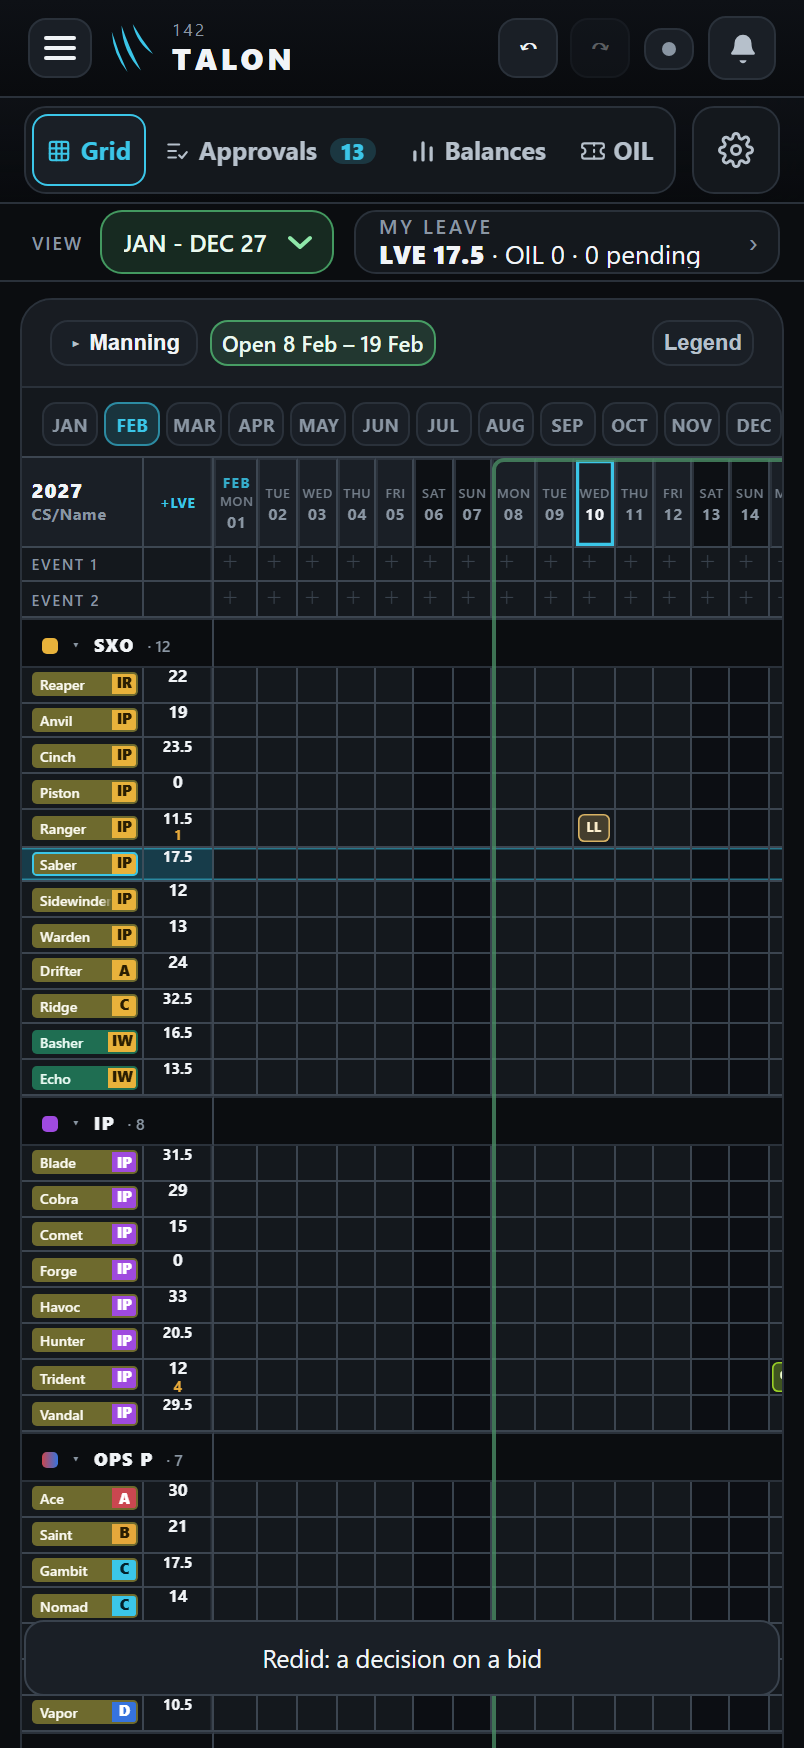 142
TALON
Grid
Approvals 13
Balances
OIL
VIEW
JAN - DEC 27
MY LEAVE
LVE 17.5 · OIL 0 · 0 pending
Manning
Open 8 Feb – 19 Feb
Legend
JAN FEB MAR APR MAY JUN JUL AUG SEP OCT NOV DEC
2027
CS/Name
+LVE
FEB
MON 01
TUE 02
WED 03
THU 04
FRI 05
SAT 06
SUN 07
MON 08
TUE 09
WED 10
THU 11
FRI 12
SAT 13
SUN 14
EVENT 1
EVENT 2
SXO · 12
Reaper IR 22
Anvil IP 19
Cinch IP 23.5
Piston IP 0
Ranger IP 11.5
1
LL
Saber IP 17.5
Sidewinder IP 12
Warden IP 13
Drifter A 24
Ridge C 32.5
Basher IW 16.5
Echo IW 13.5
IP · 8
Blade IP 31.5
Cobra IP 29
Comet IP 15
Forge IP 0
Havoc IP 33
Hunter IP 20.5
Trident IP 12
4
Vandal IP 29.5
OPS P · 7
Ace A 30
Saint B 21
Gambit C 17.5
Nomad C 14
Redid: a decision on a bid
Vapor D 10.5